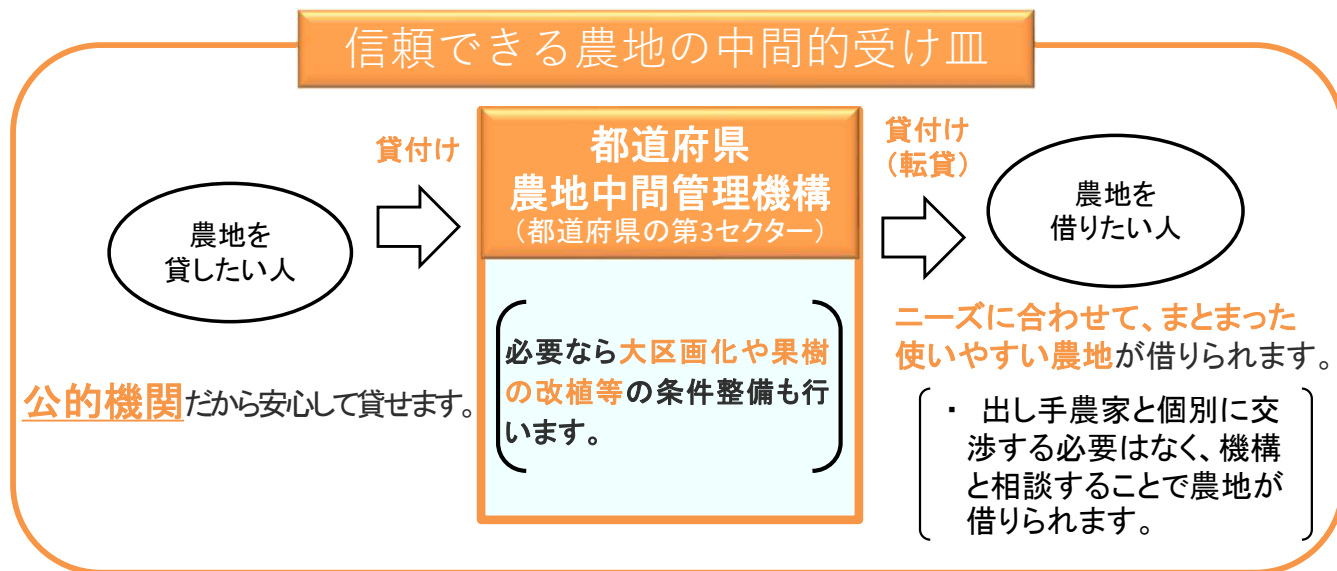 信頼できる農地の中間的受け皿
農地を
貸したい人
貸付け
公的機関だから安心して貸せます。
都道府県
農地中間管理機構
（都道府県の第3セクター）
必要なら大区画化や果樹
の改植等の条件整備も行
います。
貸付け
（転貸）
農地を
借りたい人
ニーズに合わせて、まとまった
使いやすい農地が借りられます。
・ 出し手農家と個別に交
渉する必要はなく、機構
と相談することで農地が
借りられます。